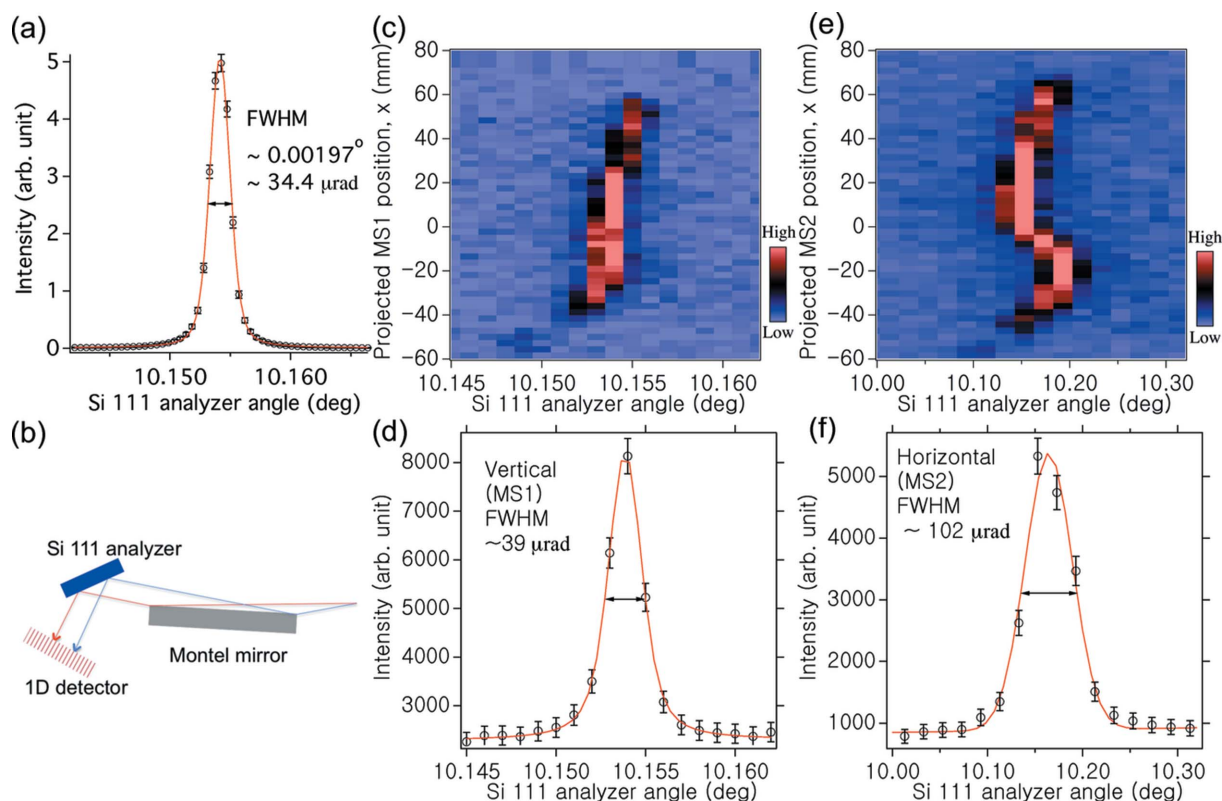 (a)
Intensity (arb. unit)
5
4
3
2
1
0
FWHM
~ 0.00197°
~ 34.4 μrad
10.150
10.160
Si 111 analyzer angle (deg)
(b)
Si 111 analyzer
Montel mirror
1D detector
(c)
Projected MS1 position, x (mm)
80
60
40
20
0
−20
−40
−60
High
Low
10.145
10.150
10.155
10.160
Si 111 analyzer angle (deg)
(d)
Intensity (arb. unit)
8000
7000
6000
5000
4000
3000
Vertical
(MS1)
FWHM
~39 μrad
10.145
10.150
10.155
10.160
Si 111 analyzer angle (deg)
(e)
Projected MS2 position, x (mm)
80
60
40
20
0
−20
−40
−60
High
Low
10.00
10.10
10.20
10.30
Si 111 analyzer angle (deg)
(f)
Intensity (arb. unit)
5000
4000
3000
2000
1000
0
Horizontal
(MS2)
FWHM
~ 102 μrad
10.00
10.10
10.20
10.30
Si 111 analyzer angle (deg)